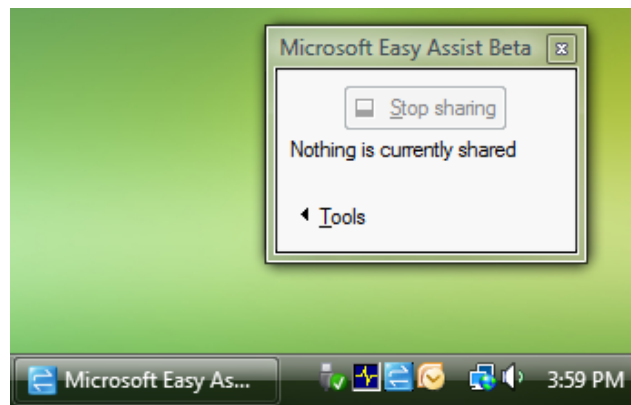 Microsoft Easy Assist Beta
Stop sharing
Nothing is currently shared
Tools
Microsoft Easy As...
3:59 PM